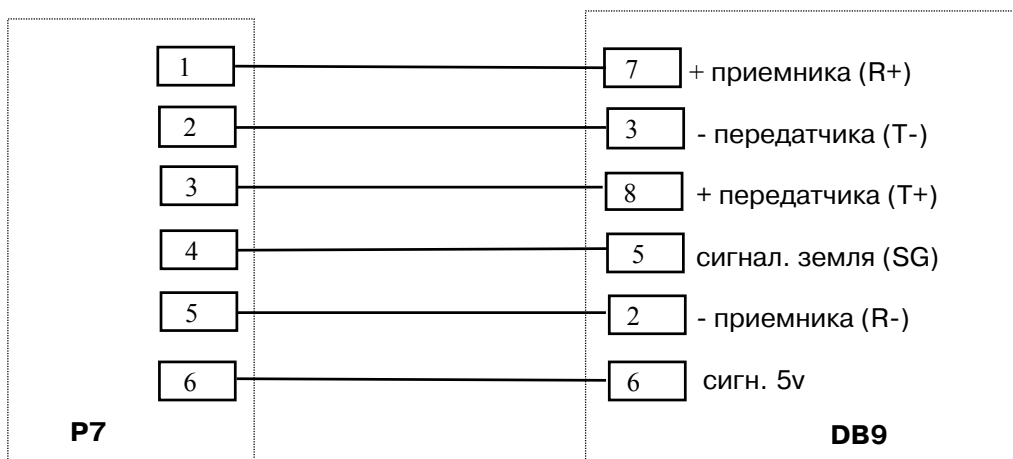 1 7 + приемника (R+)
2 3 - передатчика (T-)
3 8 + передатчика (T+)
4 5 сигнал. земля (SG)
5 2 - приемника (R-)
6 6 сигн. 5v
P7 DB9